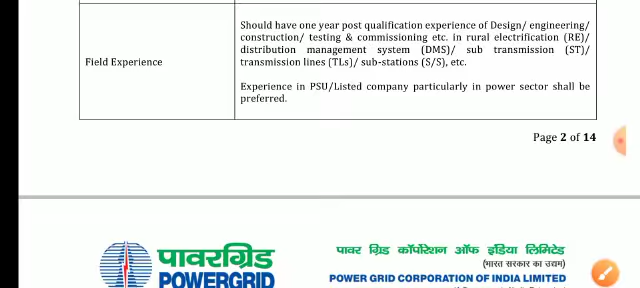 Should have one year post qualification experience of Design/ engineering/
construction/ testing & commissioning etc. in rural electrification (RE)/
distribution management system (DMS)/ sub transmission (ST)/
Field Experience
transmission lines (TLs)/ sub-stations (S/S), etc.
Experience in PSU/Listed company particularly in power sector shall be
preferred.
Page 2 of 14
पावरग्रिड
POWERGRID
पावर ग्रिड कॉर्पोरेशन ऑफ इंडिया लिमिटेड
(भारत सरकार का उद्यम)
POWER GRID CORPORATION OF INDIA LIMITED